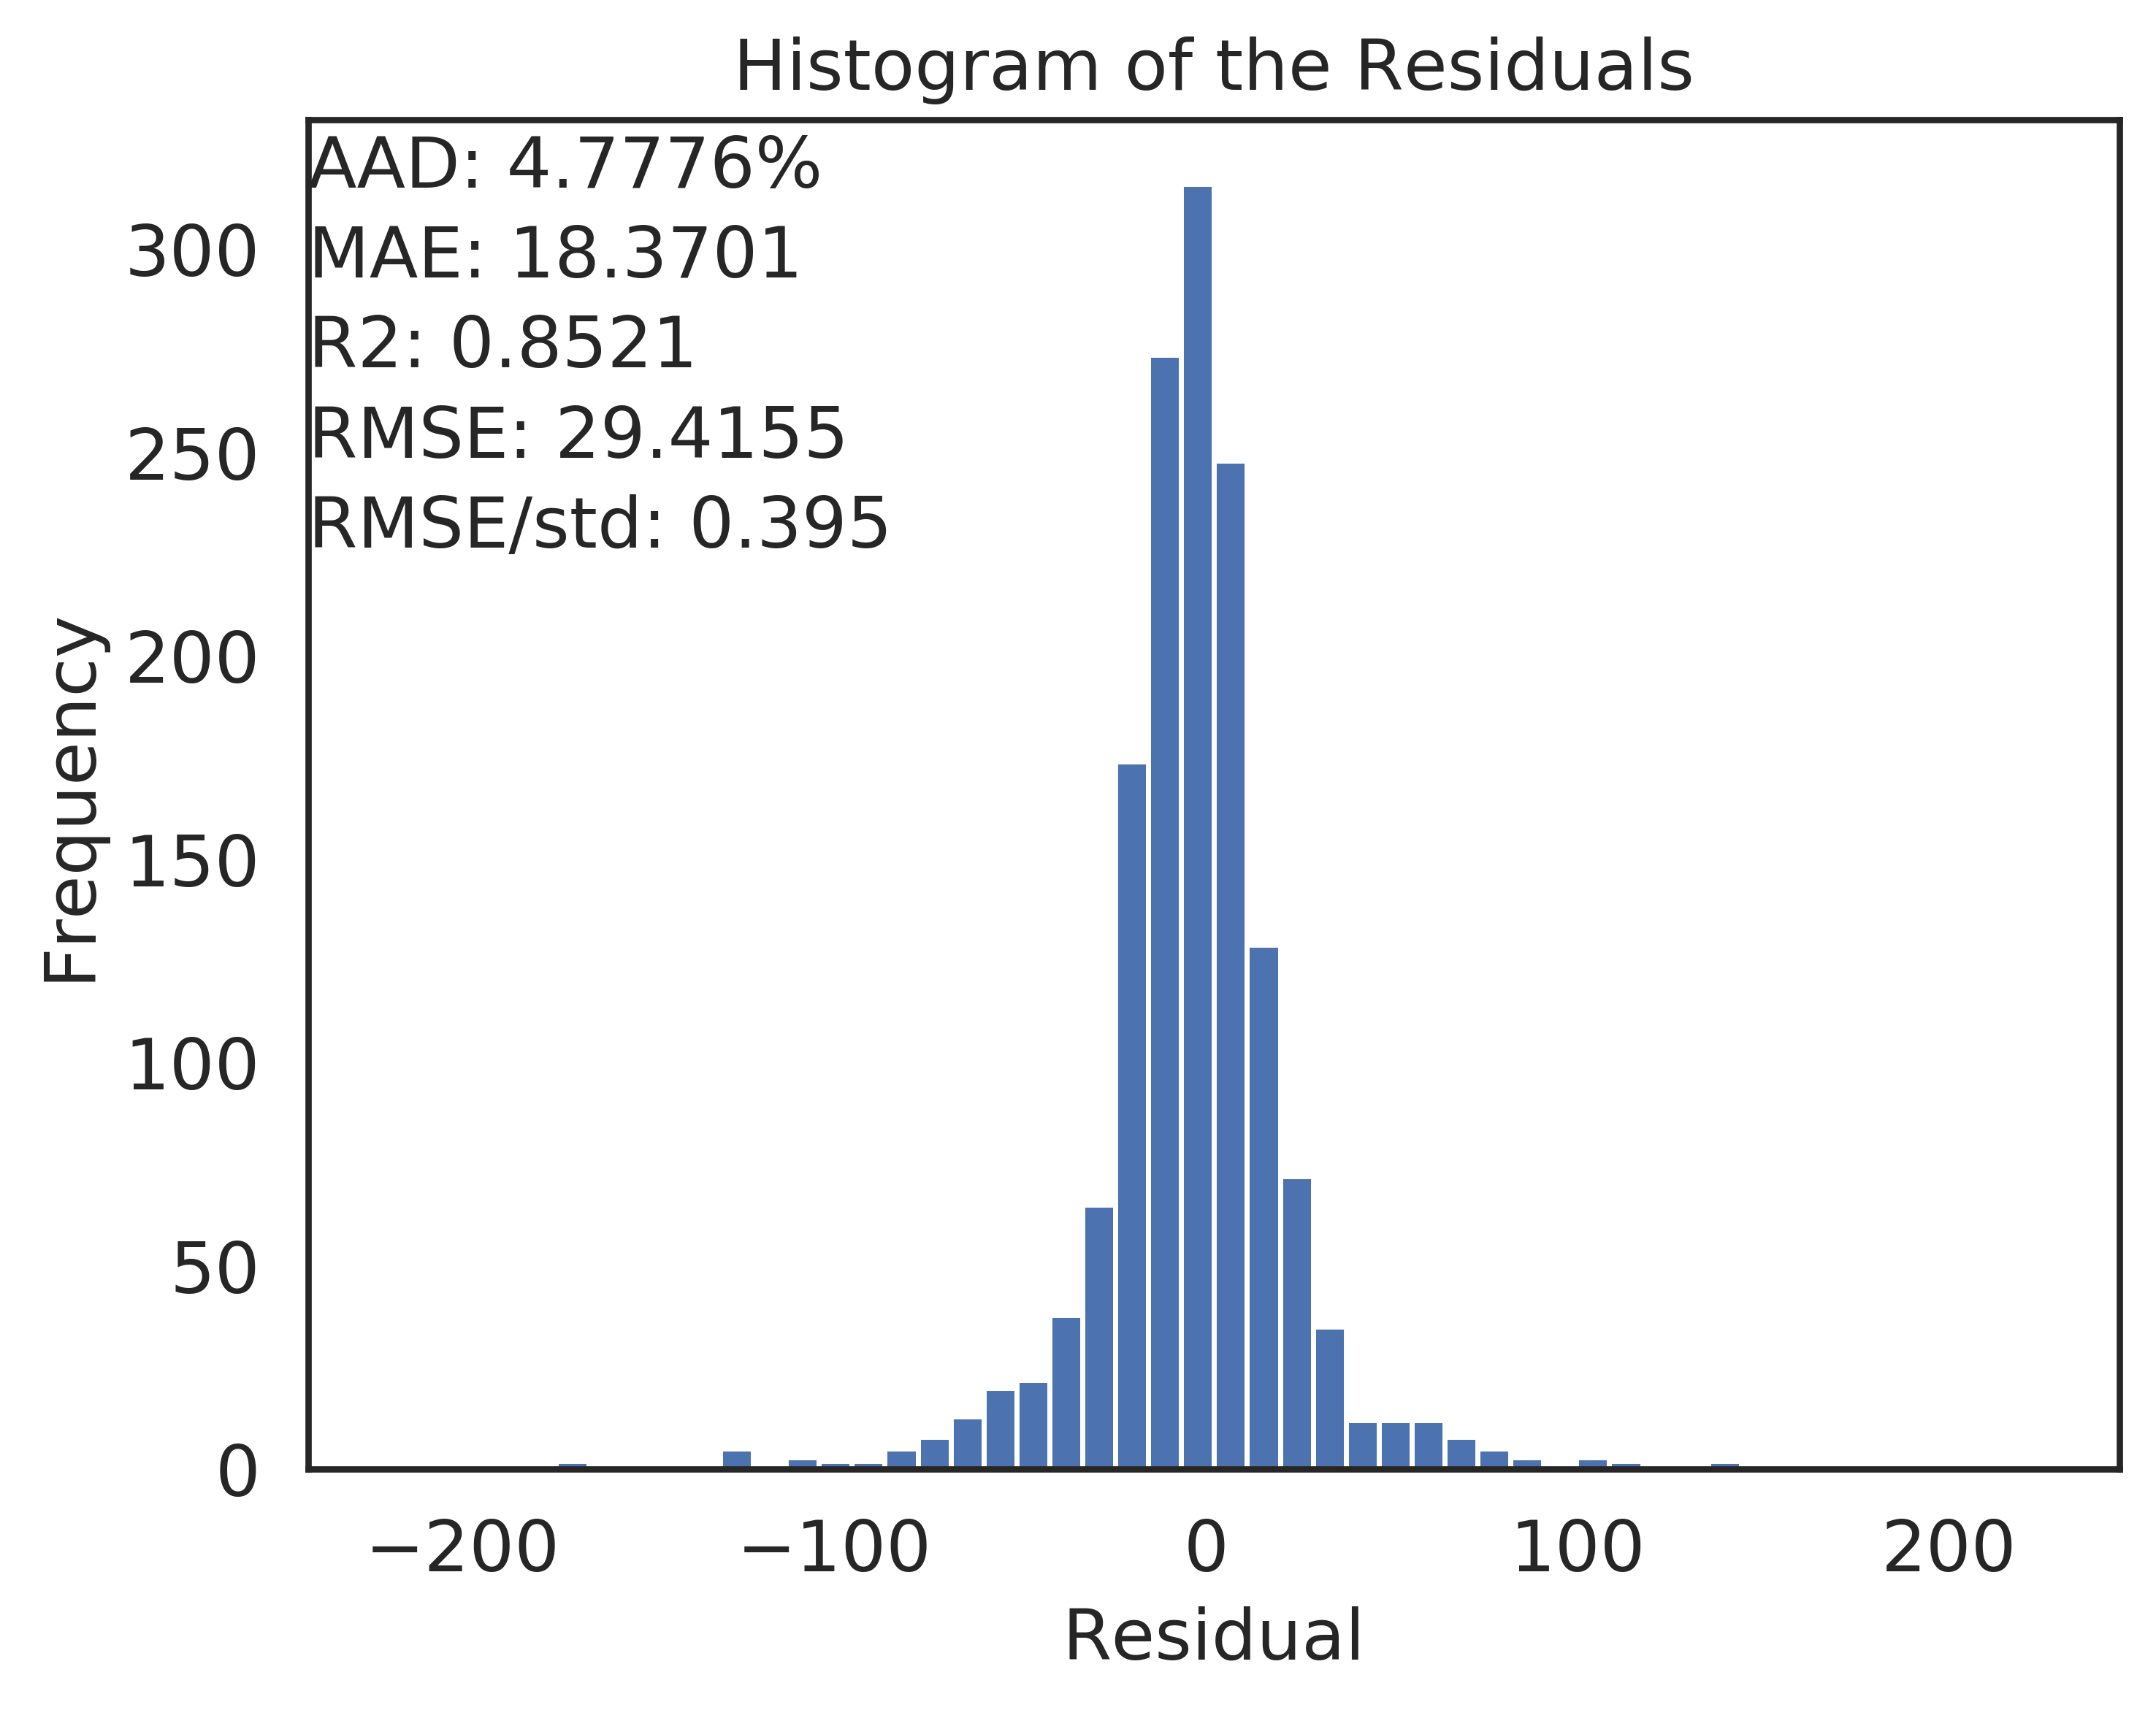 Histogram of the Residuals
AAD: 4.7776%
MAE: 18.3701
R2: 0.8521
RMSE: 29.4155
RMSE/std: 0.395
Frequency
300
250
200
150
100
50
0
−200 −100 0 100 200
Residual